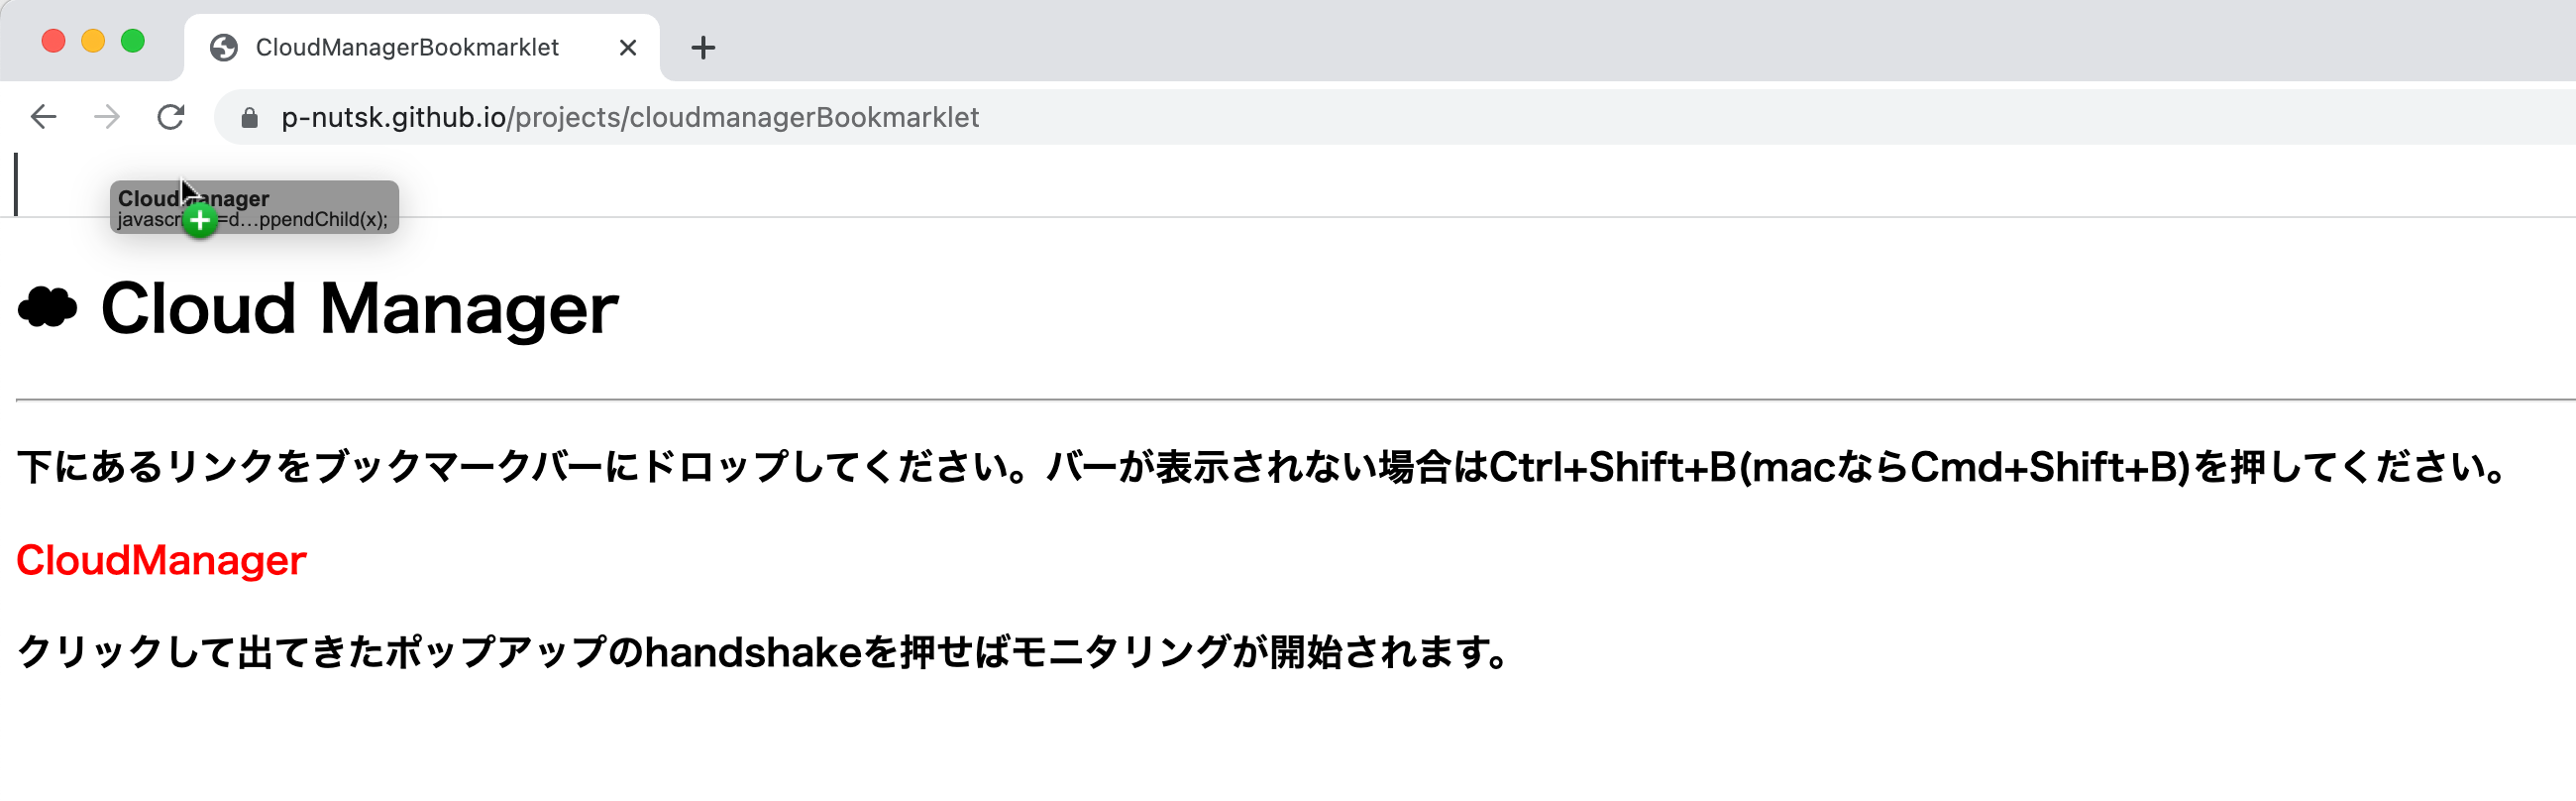 CloudManagerBookmarklet
p-nutsk.github.io/projects/cloudmanagerBookmarklet
CloudManager
=d…ppendChild(x);
Cloud Manager
下にあるリンクをブックマークバーにドロップしてください。バーが表示されない場合はCtrl+Shift+B(macならCmd+Shift+B)を押してください。
CloudManager
クリックして出てきたポップアップのhandshakeを押せばモニタリングが開始されます。